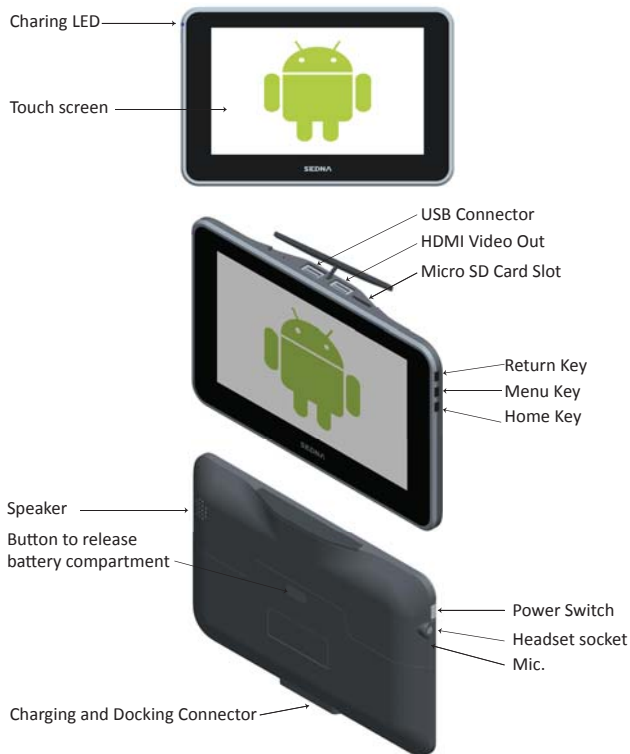 Charing LED
Touch screen
SEDNA
USB Connector
HDMI Video Out
Micro SD Card Slot
Return Key
Menu Key
Home Key
SEDNA
Speaker
Button to release
battery compartment
Power Switch
Headset socket
Mic.
Charging and Docking Connector